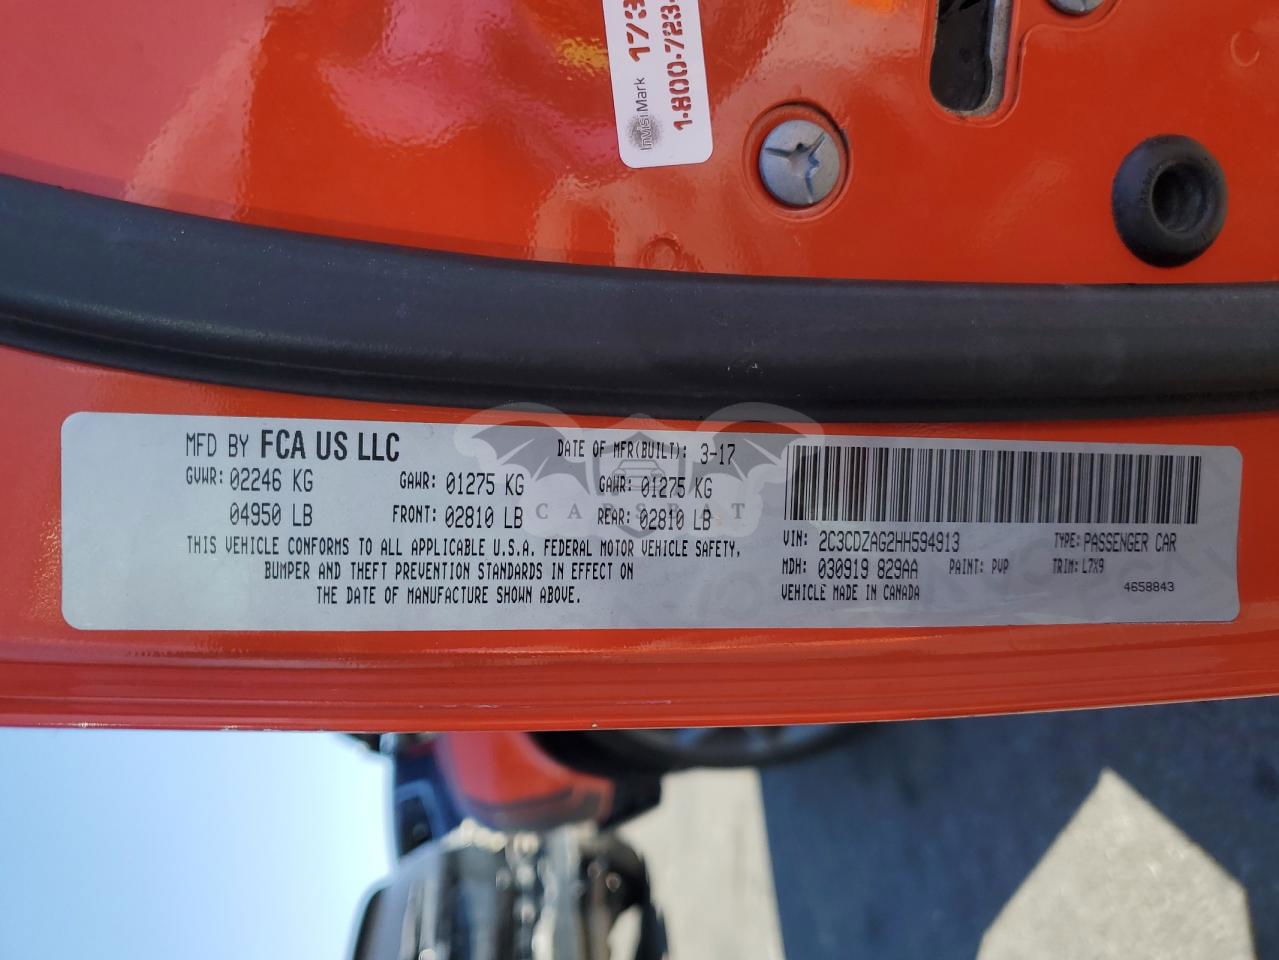 InvisiMark
1-800-723-
MFD BY FCA US LLC
DATE OF MFR(BUILT): 3-17
GVWR: 02246 KG
GAWR: 01275 KG
GAWR: 01275 KG
04950 LB
FRONT: 02810 LB
REAR: 02810 LB
CARSBAT
THIS VEHICLE CONFORMS TO ALL APPLICABLE U.S.A. FEDERAL MOTOR VEHICLE SAFETY,
BUMPER AND THEFT PREVENTION STANDARDS IN EFFECT ON
THE DATE OF MANUFACTURE SHOWN ABOVE.
VIN: 2C3CDZAG2HH594913
TYPE: PASSENGER CAR
MDH: 030919 829AA
PAINT: PVP
TRIM: L7X9
VEHICLE MADE IN CANADA
4658843